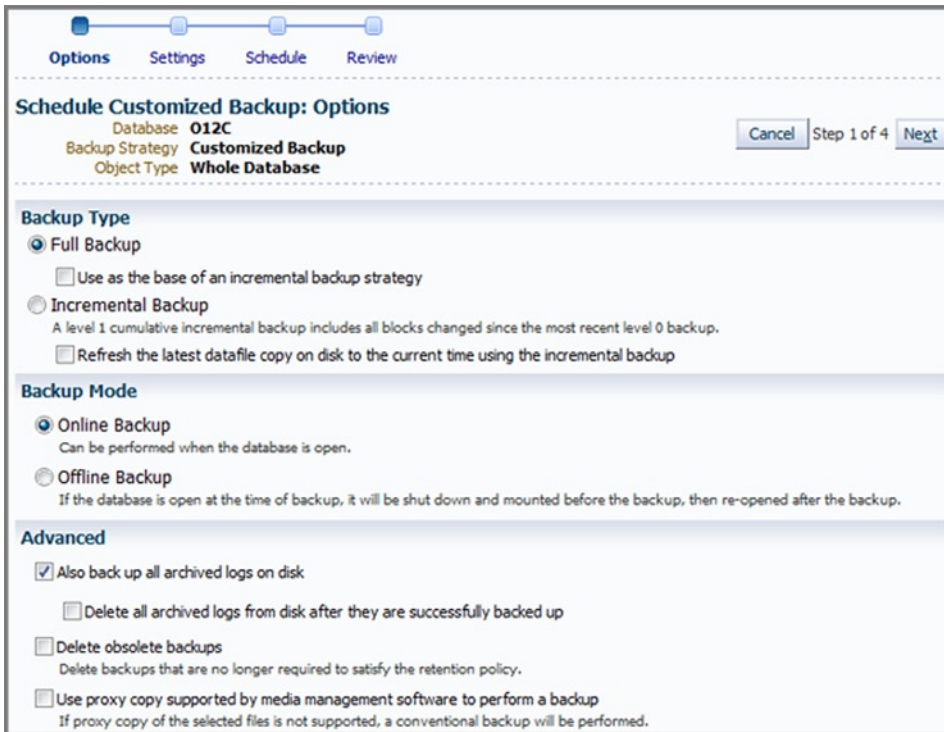 Options Settings Schedule Review
Schedule Customized Backup: Options
Database O12C
Backup Strategy Customized Backup
Object Type Whole Database
Cancel Step 1 of 4 Next
Backup Type
Full Backup
Use as the base of an incremental backup strategy
Incremental Backup
A level 1 cumulative incremental backup includes all blocks changed since the most recent level 0 backup.
Refresh the latest datafile copy on disk to the current time using the incremental backup
Backup Mode
Online Backup
Can be performed when the database is open.
Offline Backup
If the database is open at the time of backup, it will be shut down and mounted before the backup, then re-opened after the backup.
Advanced
Also back up all archived logs on disk
Delete all archived logs from disk after they are successfully backed up
Delete obsolete backups
Delete backups that are no longer required to satisfy the retention policy.
Use proxy copy supported by media management software to perform a backup
If proxy copy of the selected files is not supported, a conventional backup will be performed.